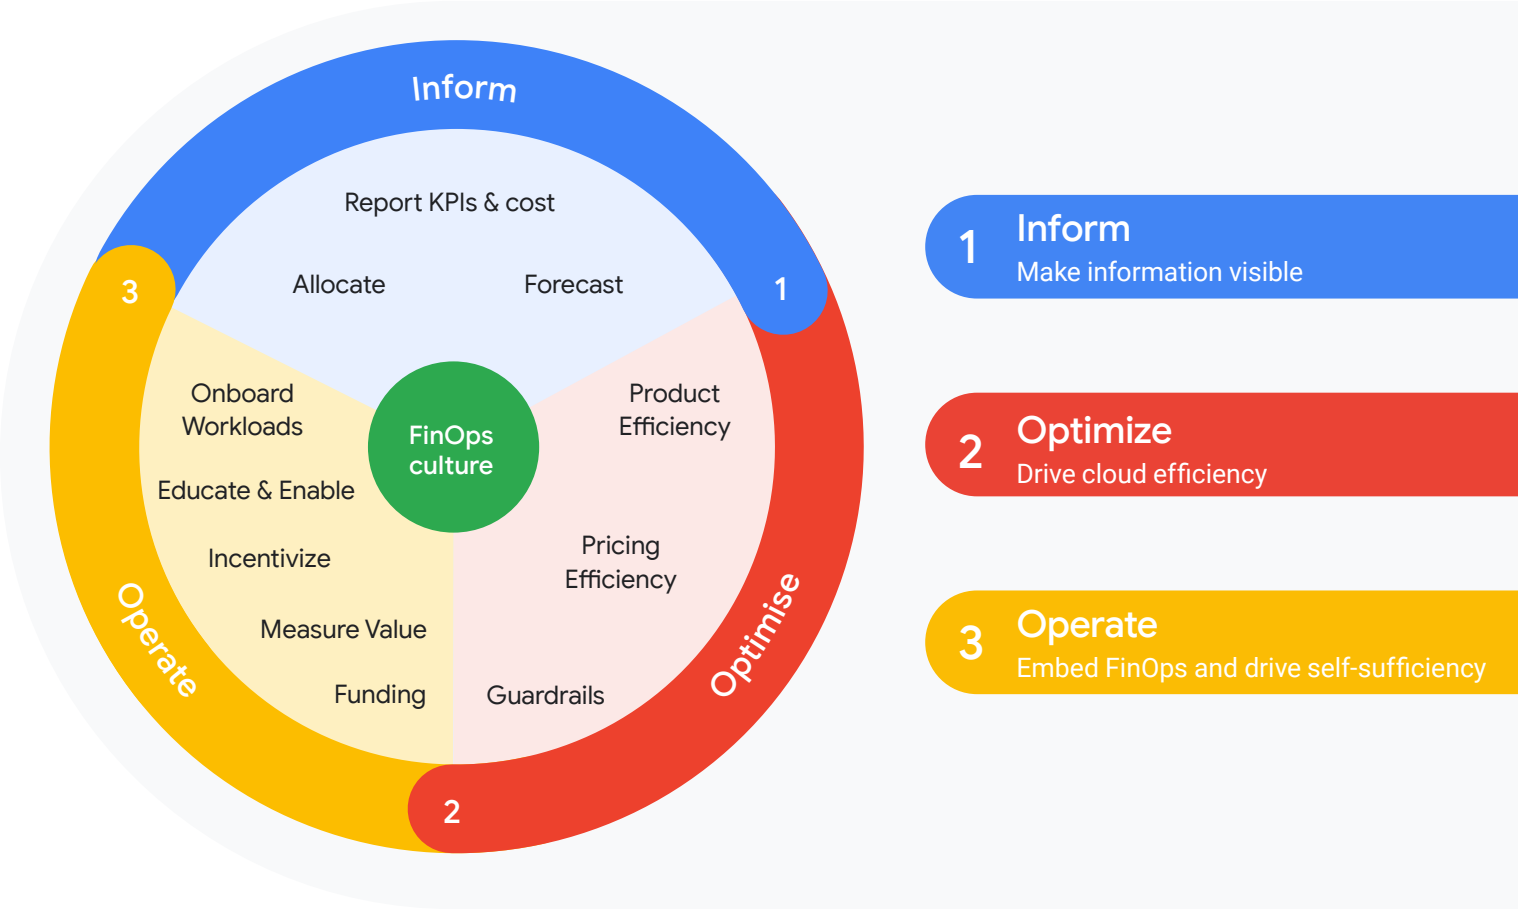 Inform
Report KPIs & cost
Allocate
Forecast
1
3
Onboard
Workloads
Educate & Enable
Incentivize
Measure Value
Funding
Operate
FinOps
culture
Product
Efficiency
Pricing
Efficiency
Guardrails
Optimise
2
1
Inform
Make information visible
2
Optimize
Drive cloud efficiency
3
Operate
Embed FinOps and drive self-sufficiency